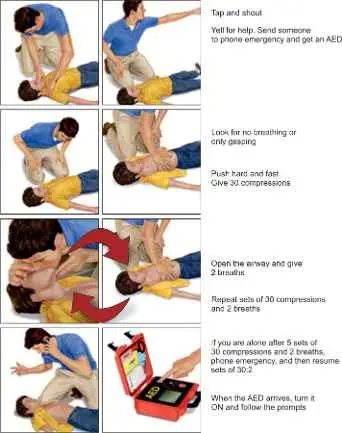 Tap and shout
Yell for help. Send someone
to phone emergency and get an AED
Look for no breathing or
only gasping
Push hard and fast
Give 30 compressions
Open the airway and give
2 breaths
Repeat sets of 30 compressions
and 2 breaths
If you are alone after 5 sets of
30 compressions and 2 breaths,
phone emergency, and then resume
sets of 30:2
When the AED arrives, turn it
ON and follow the prompts
AED